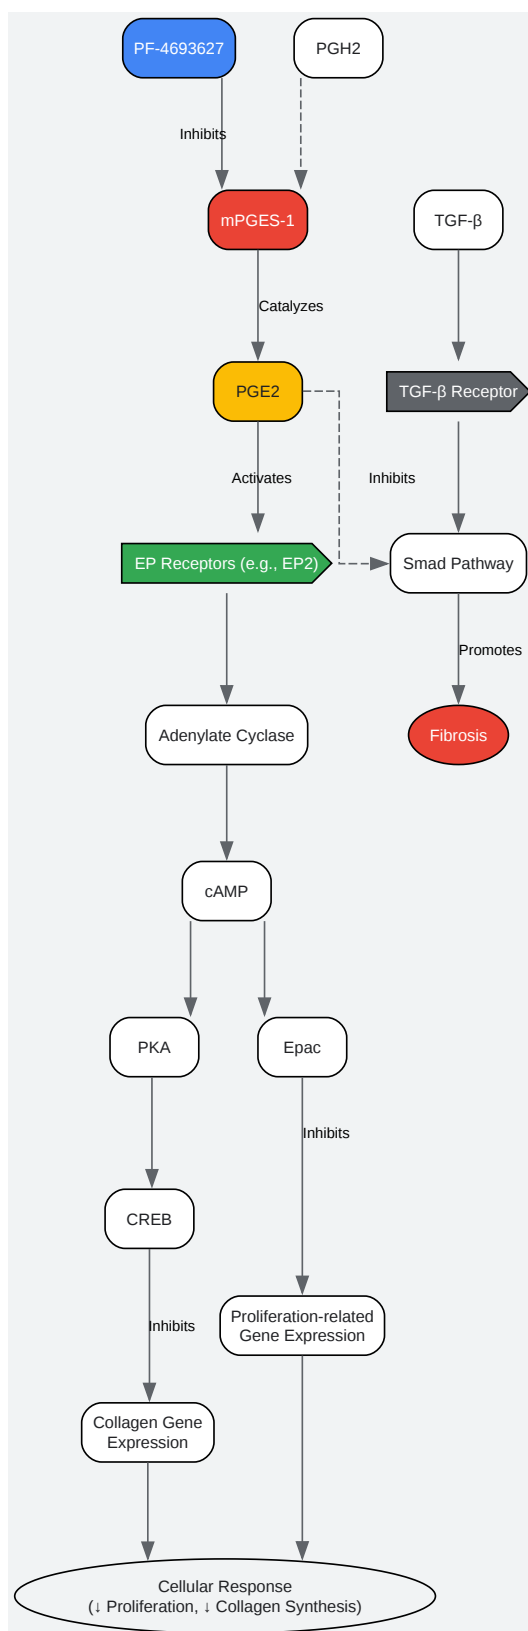 PF-4693627
PGH2
Inhibits
mPGES-1
TGF-β
Catalyzes
PGE2
TGF-β Receptor
Activates
Inhibits
EP Receptors (e.g., EP2)
Smad Pathway
Promotes
Adenylate Cyclase
Fibrosis
cAMP
PKA
Epac
Inhibits
CREB
Proliferation-related
Gene Expression
Inhibits
Collagen Gene
Expression
Cellular Response
(↓ Proliferation, ↓ Collagen Synthesis)